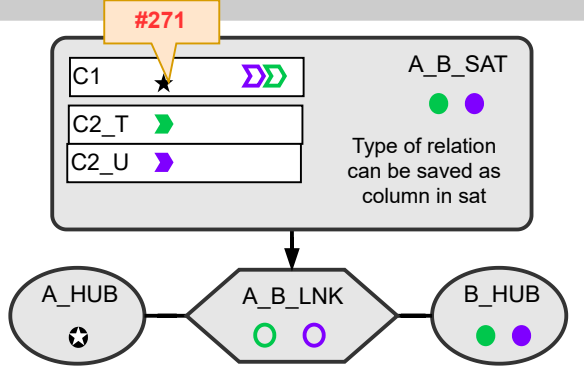 #271
C1
A_B_SAT
C2_T
C2_U
Type of relation
can be saved as
column in sat
A_HUB
A_B_LNK
B_HUB